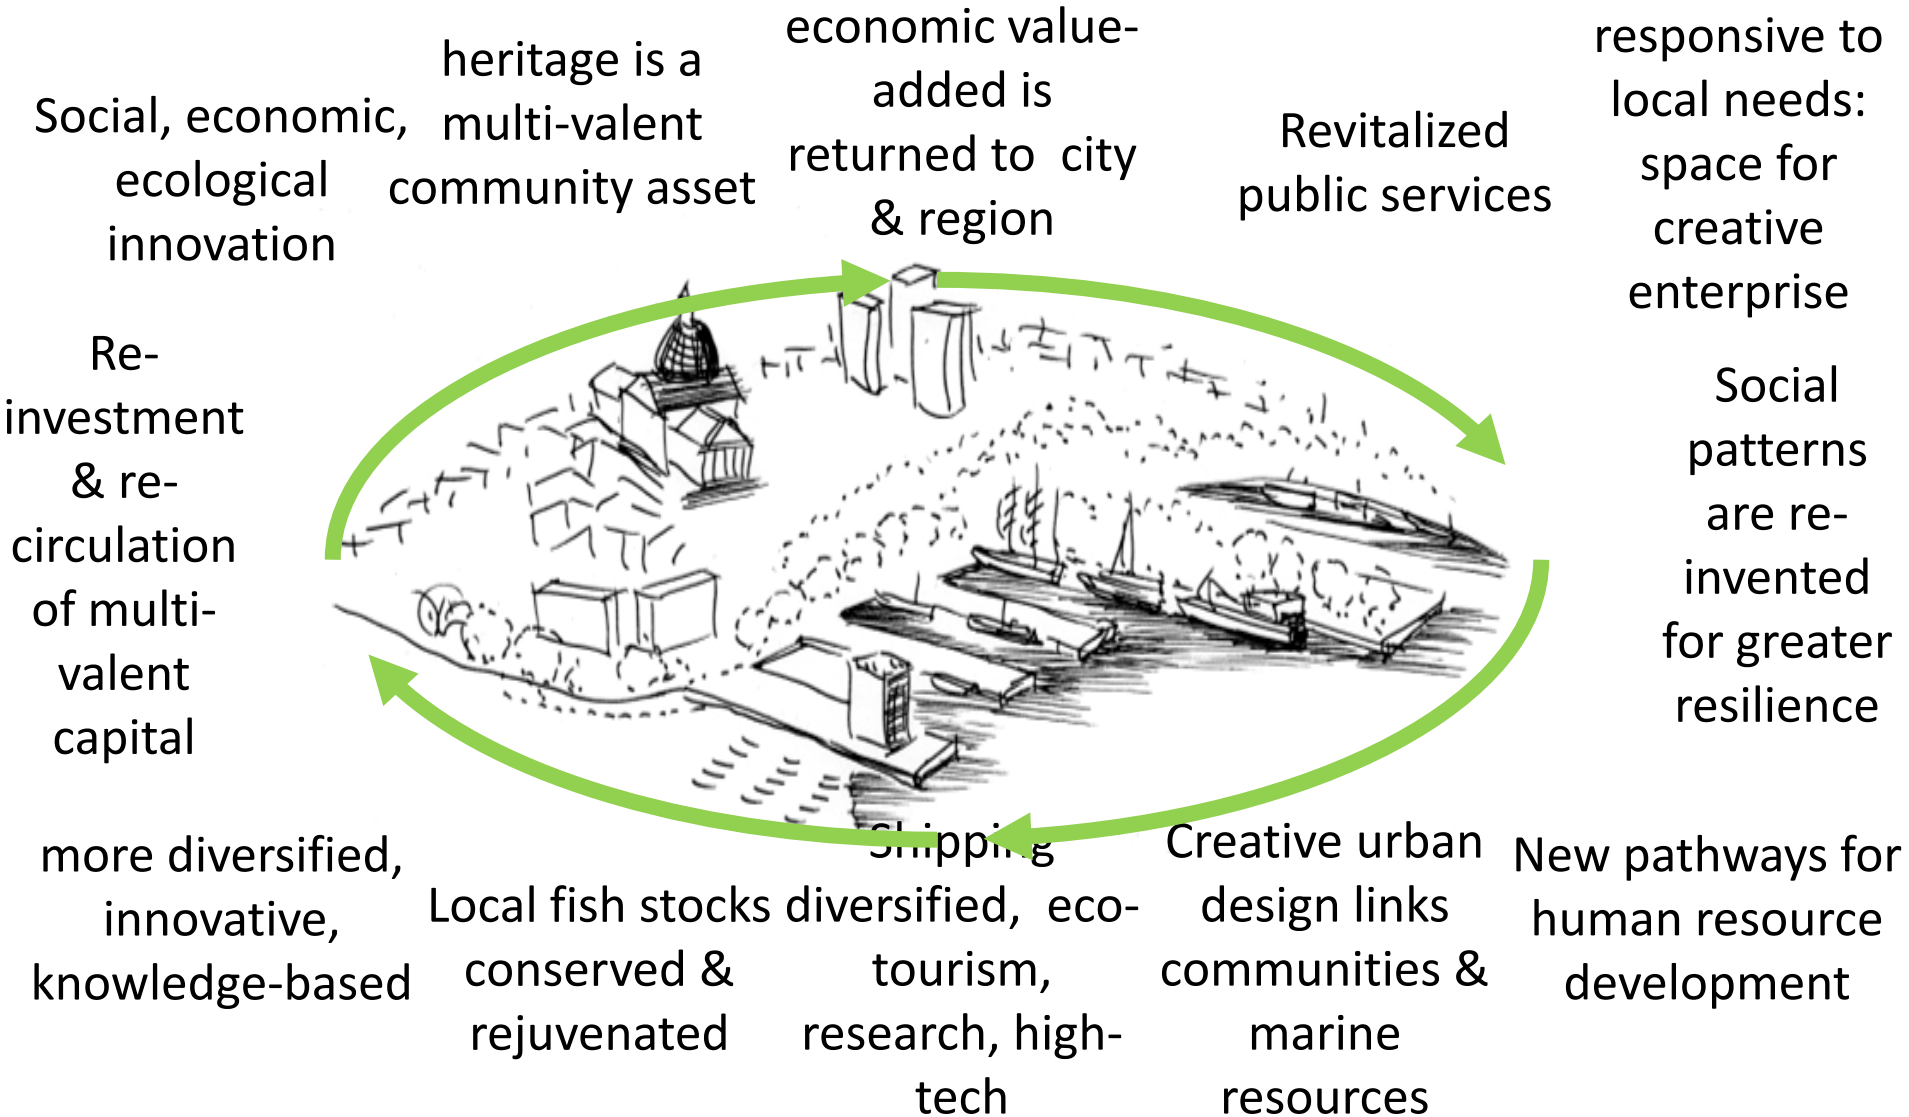 Social, economic,
ecological
innovation
heritage is a
multi-valent
community asset
economic value-
added is
returned to  city
& region
Revitalized
public services
responsive to
local needs:
space for
creative
enterprise
Re-
investment
& re-
circulation
of multi-
valent
capital
Social
patterns
are re-
invented
for greater
resilience
more diversified,
innovative,
knowledge-based
Local fish stocks
conserved &
rejuvenated
Shipping
diversified,  eco-
tourism,
research, high-
tech
Creative urban
design links
communities &
marine
resources
New pathways for
human resource
development